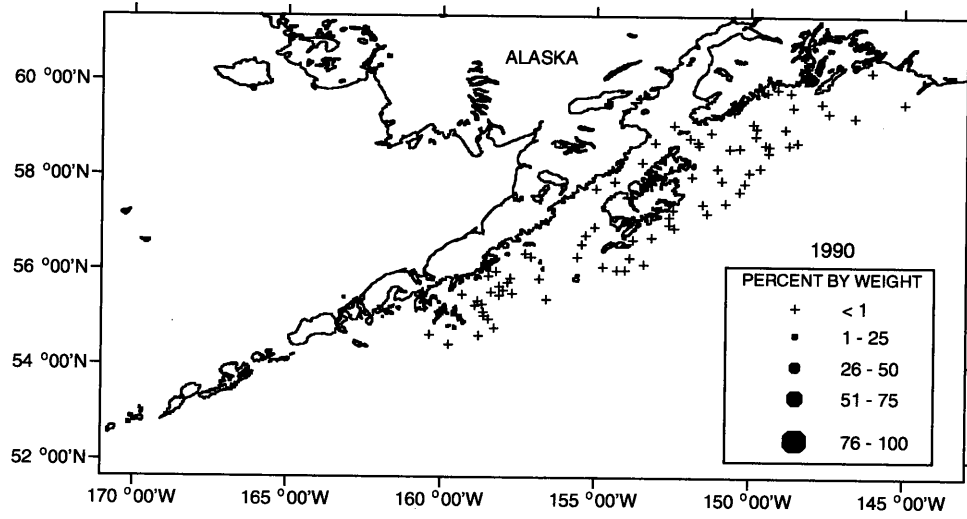 ALASKA
60 °00'N
58 °00'N
56 °00'N
54 °00'N
52 °00'N
1990
PERCENT BY WEIGHT
+ < 1
1 - 25
26 - 50
51 - 75
76 - 100
170 °00'W 165 °00'W 160 °00'W 155 °00'W 150 °00'W 145 °00'W